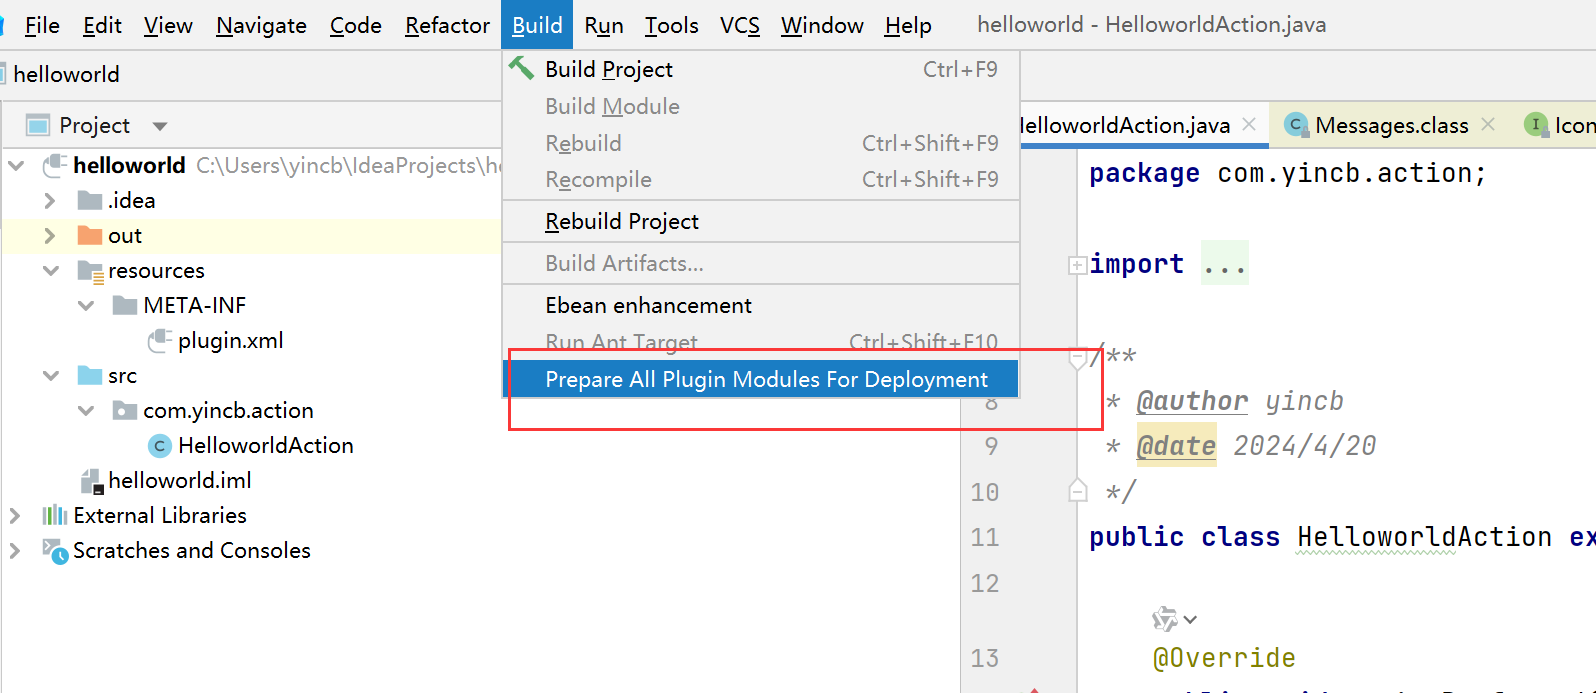 File Edit View Navigate Code Refactor Build Run Tools VCS Window Help helloworld - HelloworldAction.java
helloworld
Project
helloworld C:\Users\yincb\IdeaProjects\he
.idea
out
resources
META-INF
plugin.xml
src
com.yincb.action
HelloworldAction
helloworld.iml
External Libraries
Scratches and Consoles
Build Project Ctrl+F9
Build Module
Rebuild Ctrl+Shift+F9
Recompile Ctrl+Shift+F9
Rebuild Project
Build Artifacts...
Ebean enhancement
Run Ant Target Ctrl+Shift+F10
Prepare All Plugin Modules For Deployment
HelloworldAction.java Messages.class Icon
package com.yincb.action;
import ...
/**
8 * @author yincb
9 * @date 2024/4/20
10 */
11 public class HelloworldAction ex
12
13 @Override